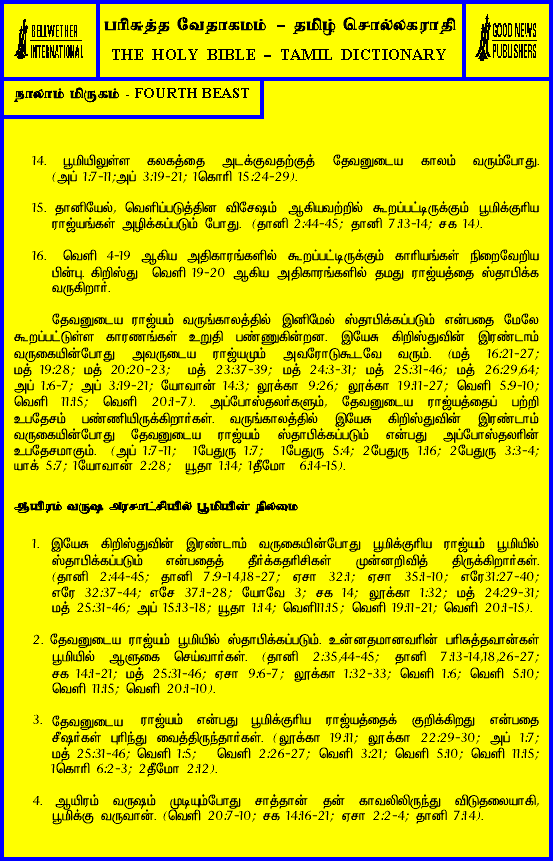 BELLWETHER
INTERNATIONAL
பரிசுத்த வேதாகமம் – தமிழ் சொல்லகராதி
THE HOLY BIBLE – TAMIL DICTIONARY
GOOD NEWS
PUBLISHERS
நாலாம் மிருகம் - FOURTH BEAST
14. பூமியிலுள்ள கலகத்தை அடக்குவதற்குத் தேவனுடைய காலம் வரும்போது.
(அப் 1:7-11;அப் 3:19-21; 1கொரி 15:24-29).
15. தானியேல், வெளிப்படுத்தின விசேஷம் ஆகியவற்றில் கூறப்பட்டிருக்கும் பூமிக்குரிய
ராஜ்யங்கள் அழிக்கப்படும் போது. (தானி 2:44-45; தானி 7:13-14; சக 14).
16. வெளி 4-19 ஆகிய அதிகாரங்களில் கூறப்பட்டிருக்கும் காரியங்கள் நிறைவேறிய
பின்பு. கிறிஸ்து வெளி 19-20 ஆகிய அதிகாரங்களில் தமது ராஜ்யத்தை ஸ்தாபிக்க
வருகிறார்.
தேவனுடைய ராஜ்யம் வருங்காலத்தில் இனிமேல் ஸ்தாபிக்கப்படும் என்பதை மேலே
கூறப்பட்டுள்ள காரணங்கள் உறுதி பண்ணுகின்றன. இயேசு கிறிஸ்துவின் இரண்டாம்
வருகையின்போது அவருடைய ராஜ்யமும் அவரோடுகூடவே வரும். (மத் 16:21-27;
மத் 19:28; மத் 20:20-23; மத் 23:37-39; மத் 24:3-31; மத் 25:31-46; மத் 26:29,64;
அப் 1:6-7; அப் 3:19-21; யோவான் 14:3; லூக்கா 9:26; லூக்கா 19:11-27; வெளி 5:9-10;
வெளி 11:15; வெளி 20:1-7). அப்போஸ்தலர்களும், தேவனுடைய ராஜ்யத்தைப் பற்றி
உபதேசம் பண்ணியிருக்கிறார்கள். வருங்காலத்தில் இயேசு கிறிஸ்துவின் இரண்டாம்
வருகையின்போது தேவனுடைய ராஜ்யம் ஸ்தாபிக்கப்படும் என்பது அப்போஸ்தலரின்
உபதேசமாகும். (அப் 1:7-11; 1பேதுரு 1:7; 1பேதுரு 5:4; 2பேதுரு 1:16; 2பேதுரு 3:3-4;
யாக் 5:7; 1யோவான் 2:28; யூதா 1:14; 1தீமோ 6:14-15).
ஆயிரம் வருஷ அரசாட்சியில் பூமியின் நிலமை
1. இயேசு கிறிஸ்துவின் இரண்டாம் வருகையின்போது பூமிக்குரிய ராஜ்யம் பூமியில்
ஸ்தாபிக்கப்படும் என்பதைத் தீர்க்கதரிசிகள் முன்னறிவித் திருக்கிறார்கள்.
(தானி 2:44-45; தானி 7:9-14,18-27; ஏசா 32:1; ஏசா 35:1-10; எரே31:27-40;
எரே 32:37-44; எசே 37:1-28; யோவே 3; சக 14; லூக்கா 1:32; மத் 24:29-31;
மத் 25:31-46; அப் 15:13-18; யூதா 1:14; வெளி11:15; வெளி 19:11-21; வெளி 20:1-15).
2. தேவனுடைய ராஜ்யம் பூமியில் ஸ்தாபிக்கப்படும். உன்னதமானவரின் பரிசுத்தவான்கள்
பூமியில் ஆளுகை செய்வார்கள். (தானி 2:35,44-45; தானி 7:13-14,18,26-27;
சக 14:1-21; மத் 25:31-46; ஏசா 9:6-7; லூக்கா 1:32-33; வெளி 1:6; வெளி 5:10;
வெளி 11:15; வெளி 20:1-10).
3. தேவனுடைய ராஜ்யம் என்பது பூமிக்குரிய ராஜ்யத்தைக் குறிக்கிறது என்பதை
சீஷர்கள் புரிந்து வைத்திருந்தார்கள். (லூக்கா 19:11; லூக்கா 22:29-30; அப் 1:7;
மத் 25:31-46; வெளி 1:5; வெளி 2:26-27; வெளி 3:21; வெளி 5:10; வெளி 11:15;
1கொரி 6:2-3; 2தீமோ 2:12).
4. ஆயிரம் வருஷம் முடியும்போது சாத்தான் தன் காவலிலிருந்து விடுதலையாகி,
பூமிக்கு வருவான். (வெளி 20:7-10; சக 14:16-21; ஏசா 2:2-4; தானி 7:14).